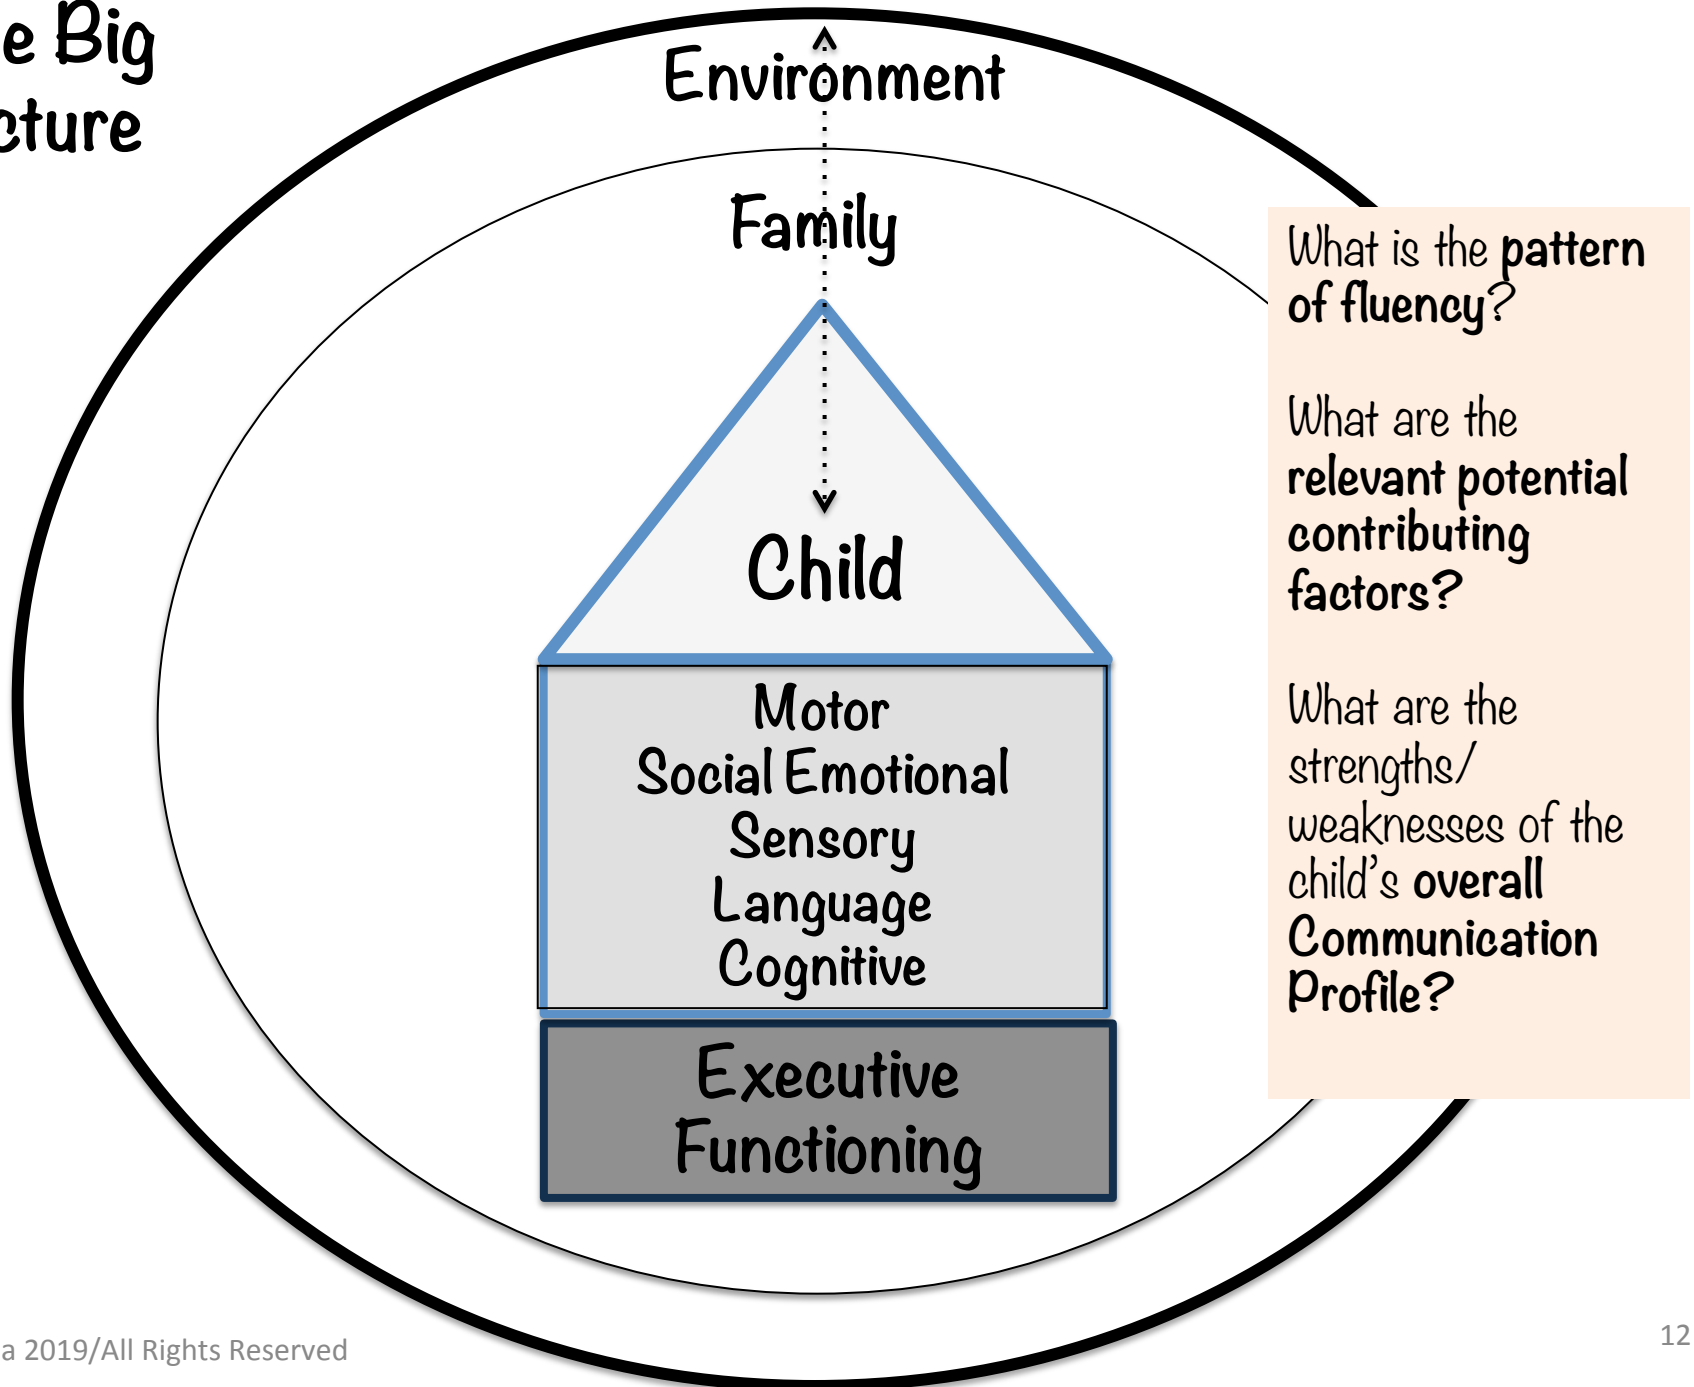 e Big
cture
Environment
Family
Child
Motor
Social Emotional
Sensory
Language
Cognitive
Executive
Functioning
What is the pattern
of fluency?
What are the
relevant potential
contributing
factors?
What are the
strengths/
weaknesses of the
child's overall
Communication
Profile?
a 2019/All Rights Reserved
12